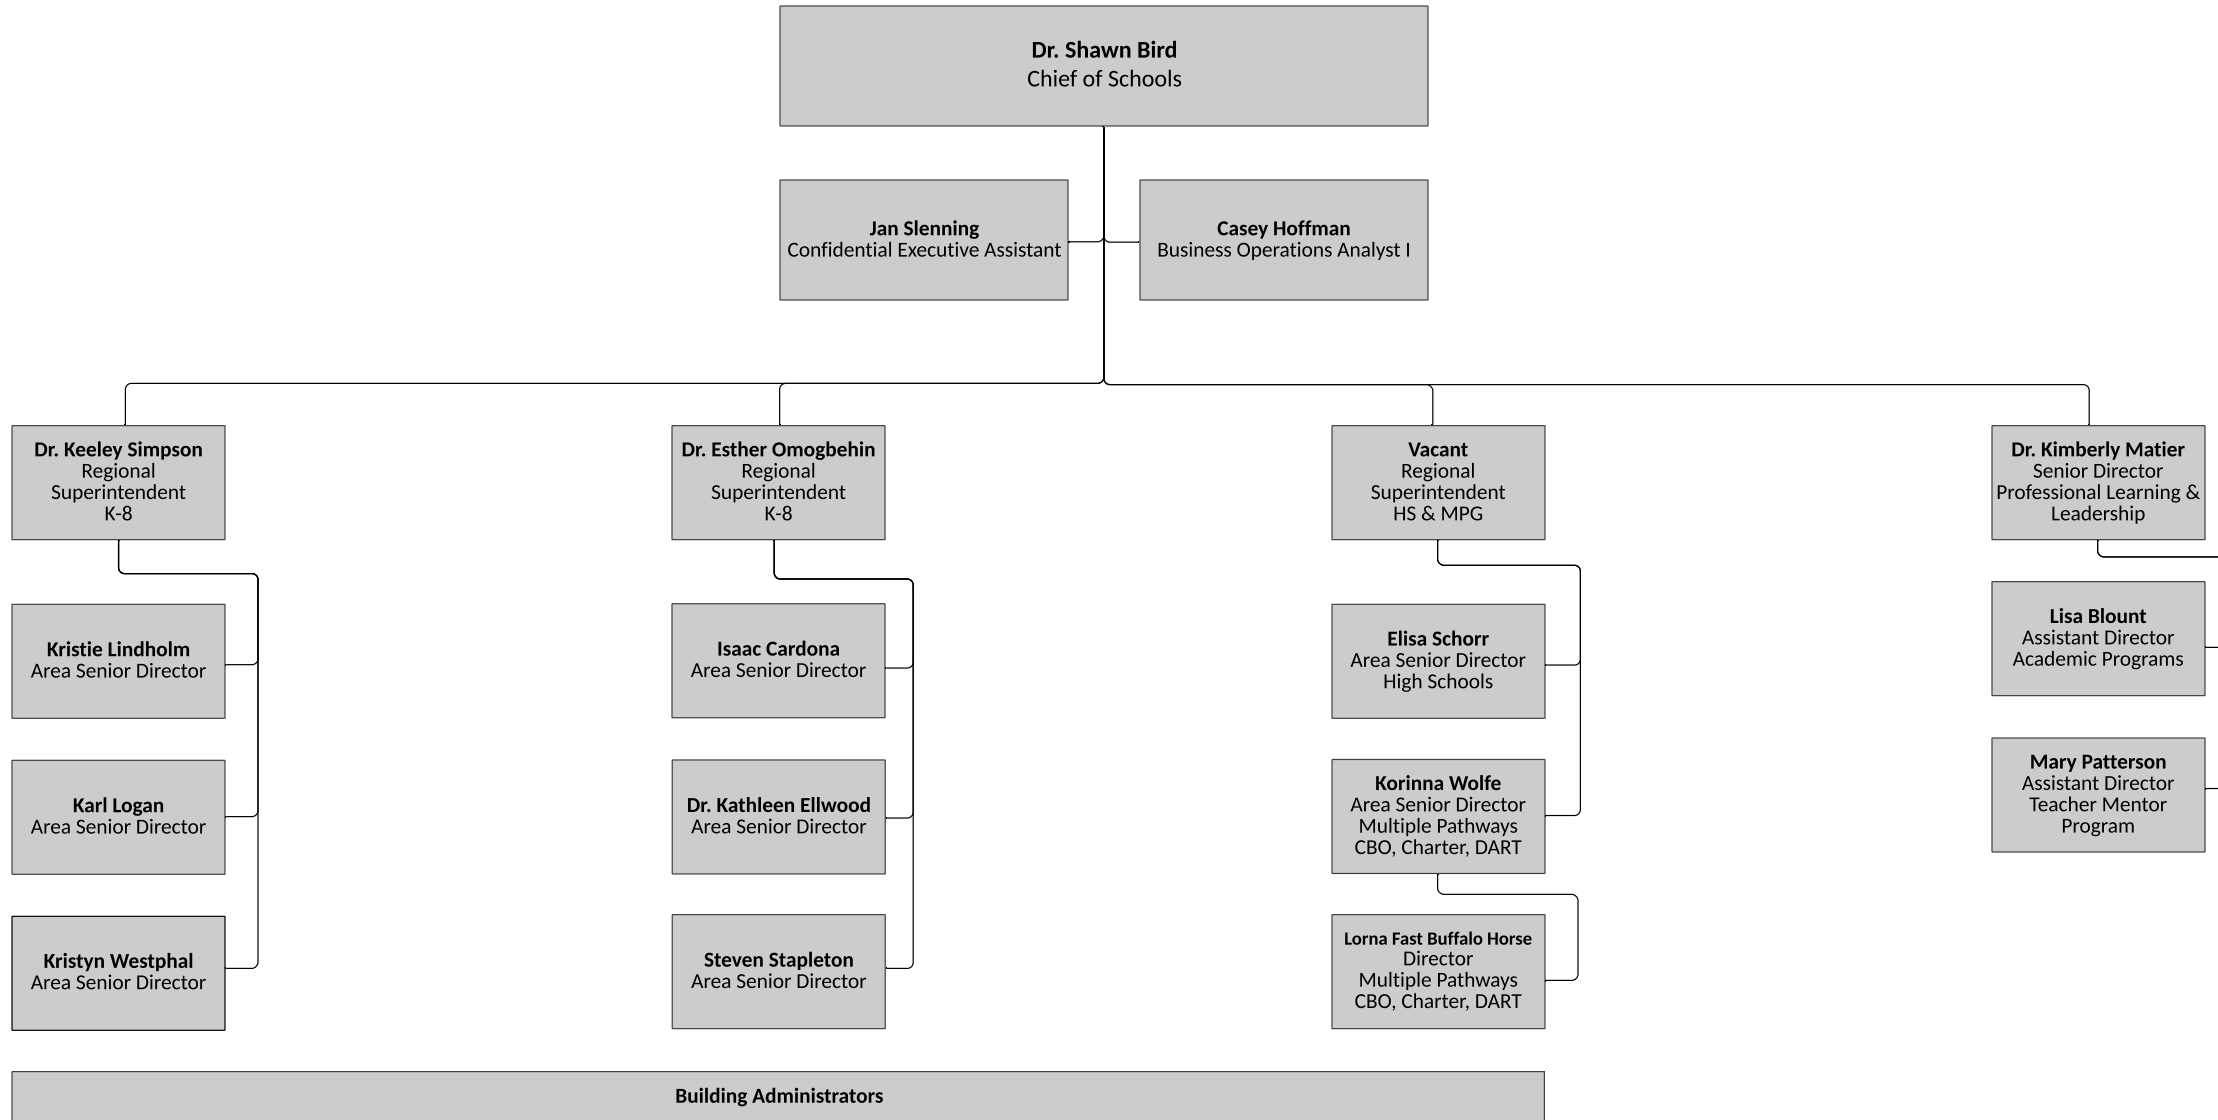 Dr. Shawn Bird
Chief of Schools
Jan Slenning
Confidential Executive Assistant
Casey Hoffman
Business Operations Analyst I
Dr. Keeley Simpson
Regional
Superintendent
K-8
Dr. Esther Omogbehin
Regional
Superintendent
K-8
Vacant
Regional
Superintendent
HS & MPG
Dr. Kimberly Matier
Senior Director
Professional Learning &
Leadership
Kristie Lindholm
Area Senior Director
Isaac Cardona
Area Senior Director
Elisa Schorr
Area Senior Director
High Schools
Lisa Blount
Assistant Director
Academic Programs
Karl Logan
Area Senior Director
Dr. Kathleen Ellwood
Area Senior Director
Korinna Wolfe
Area Senior Director
Multiple Pathways
CBO, Charter, DART
Mary Patterson
Assistant Director
Teacher Mentor
Program
Kristyn Westphal
Area Senior Director
Steven Stapleton
Area Senior Director
Lorna Fast Buffalo Horse
Director
Multiple Pathways
CBO, Charter, DART
Building Administrators